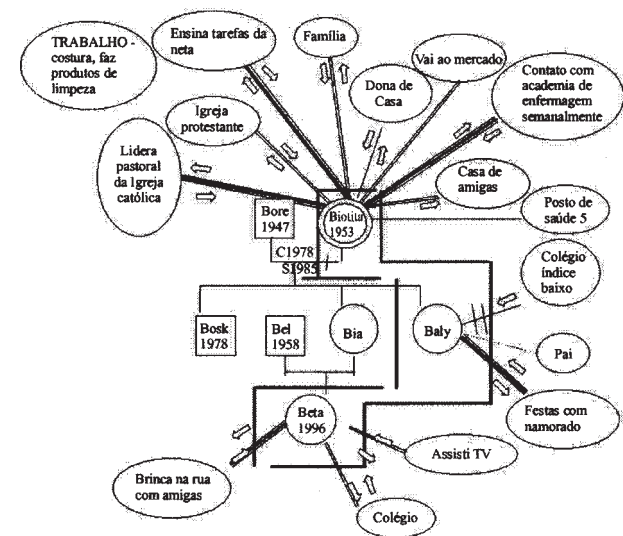 TRABALHO -
costura, faz
produtos de
limpeza
Ensina tarefas da
neta
Família
Dona de
Casa
Vai ao mercado
Contato com
academia de
enfermagem
semanalmente
Igreja
protestante
Lidera
pastoral
da Igreja
católica
Casa de
amigas
Posto de
saúde 5
Bore
1947
1953
C1978
S1985
Colégio
índice
baixo
Bosk
1978
Bel
1958
Bia
Baly
Pai
Festas com
namorado
Beta
1996
Assisti TV
Brinca na rua
com amigas
Colégio